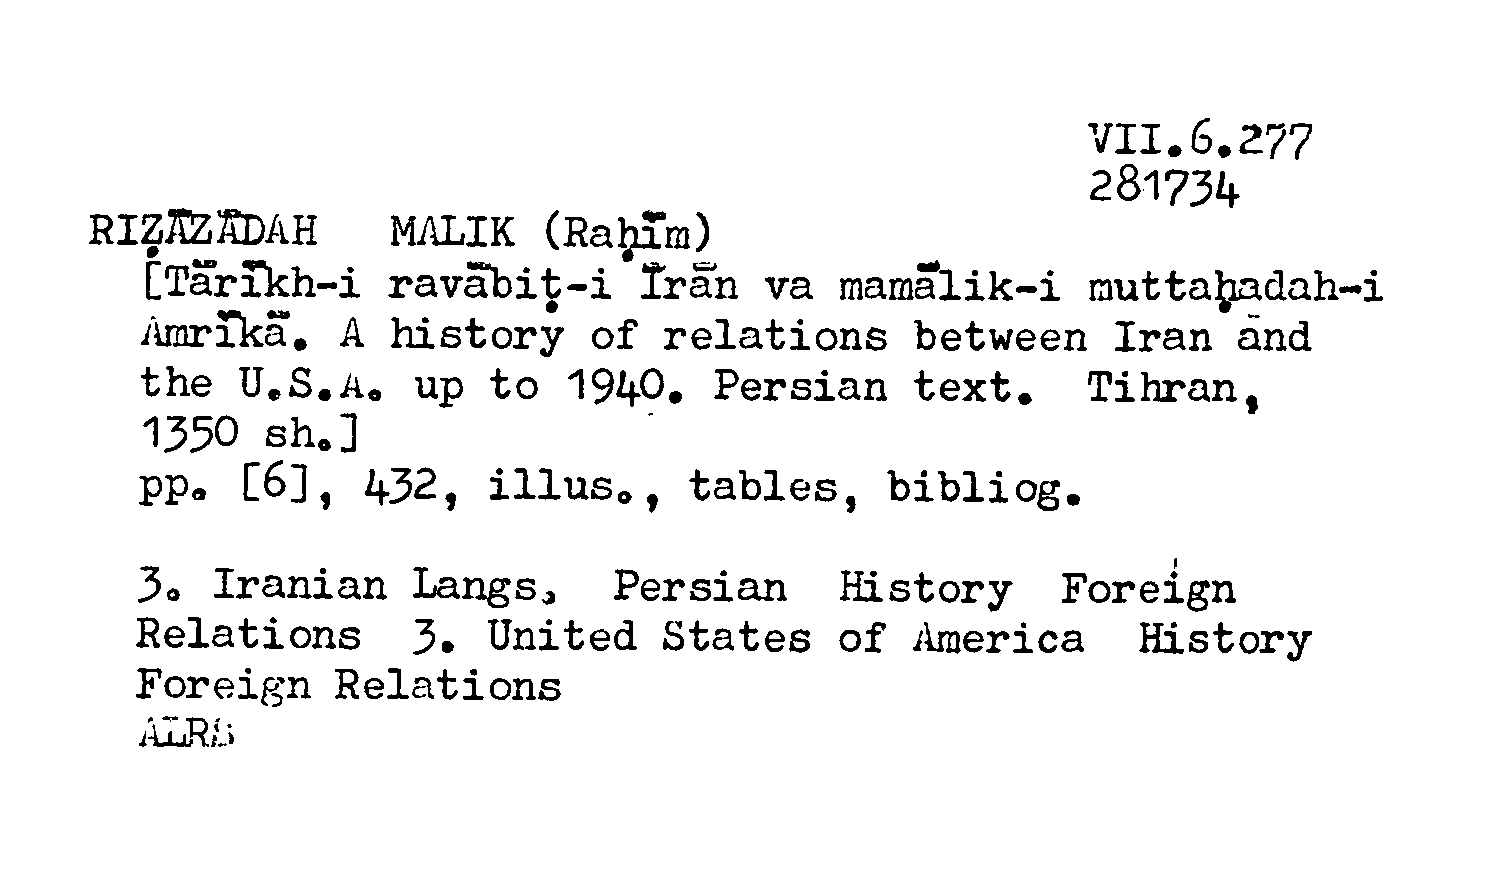 VII.6.277
281734
RIẒĀZĀDAH MALIK (Raḥīm)
[Tārīkh-i ravābiṭ-i Īrān va mamālik-i muttaḥadah-i
Amrīkā. A history of relations between Iran and
the U.S.A. up to 1940. Persian text. Tihran,
1350 sh.]
pp. [6], 432, illus., tables, bibliog.
3. Iranian Langs, Persian History Foreign
Relations 3. United States of America History
Foreign Relations